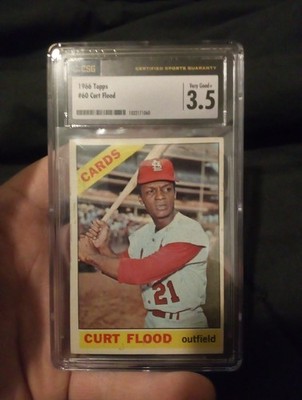 CSG
CERTIFIED SPORTS GUARANTY
1966 Topps
#60 Curt Flood
Very Good+
3.5
CARDS
21
CURT FLOOD outfield